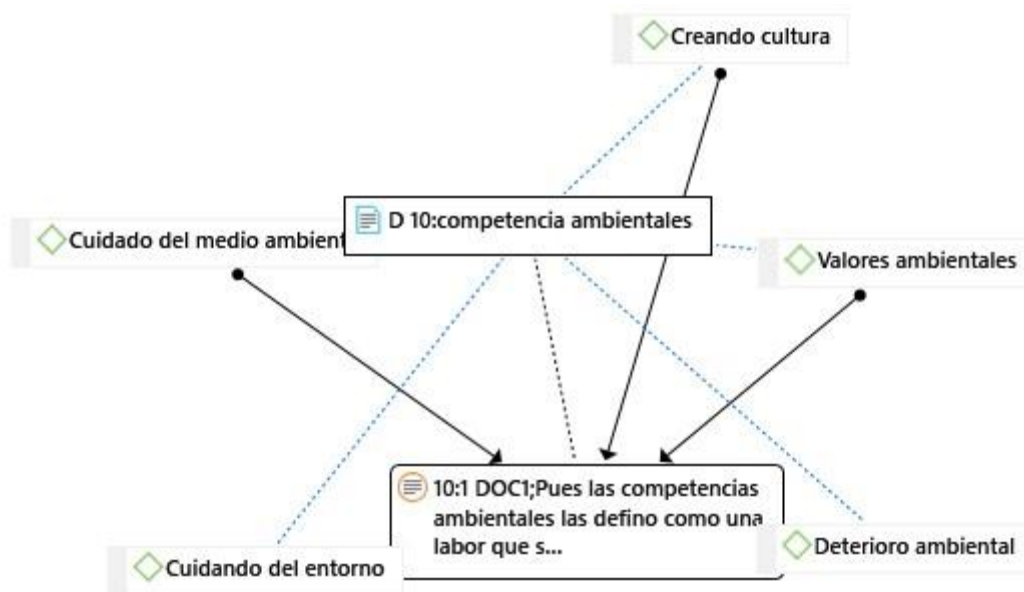 Creando cultura
D 10:competencia ambientales
Cuidado del medio ambient
Valores ambientales
10:1 DOC1;Pues las competencias
ambientales las defino como una
labor que s...
Deterioro ambiental
Cuidando del entorno